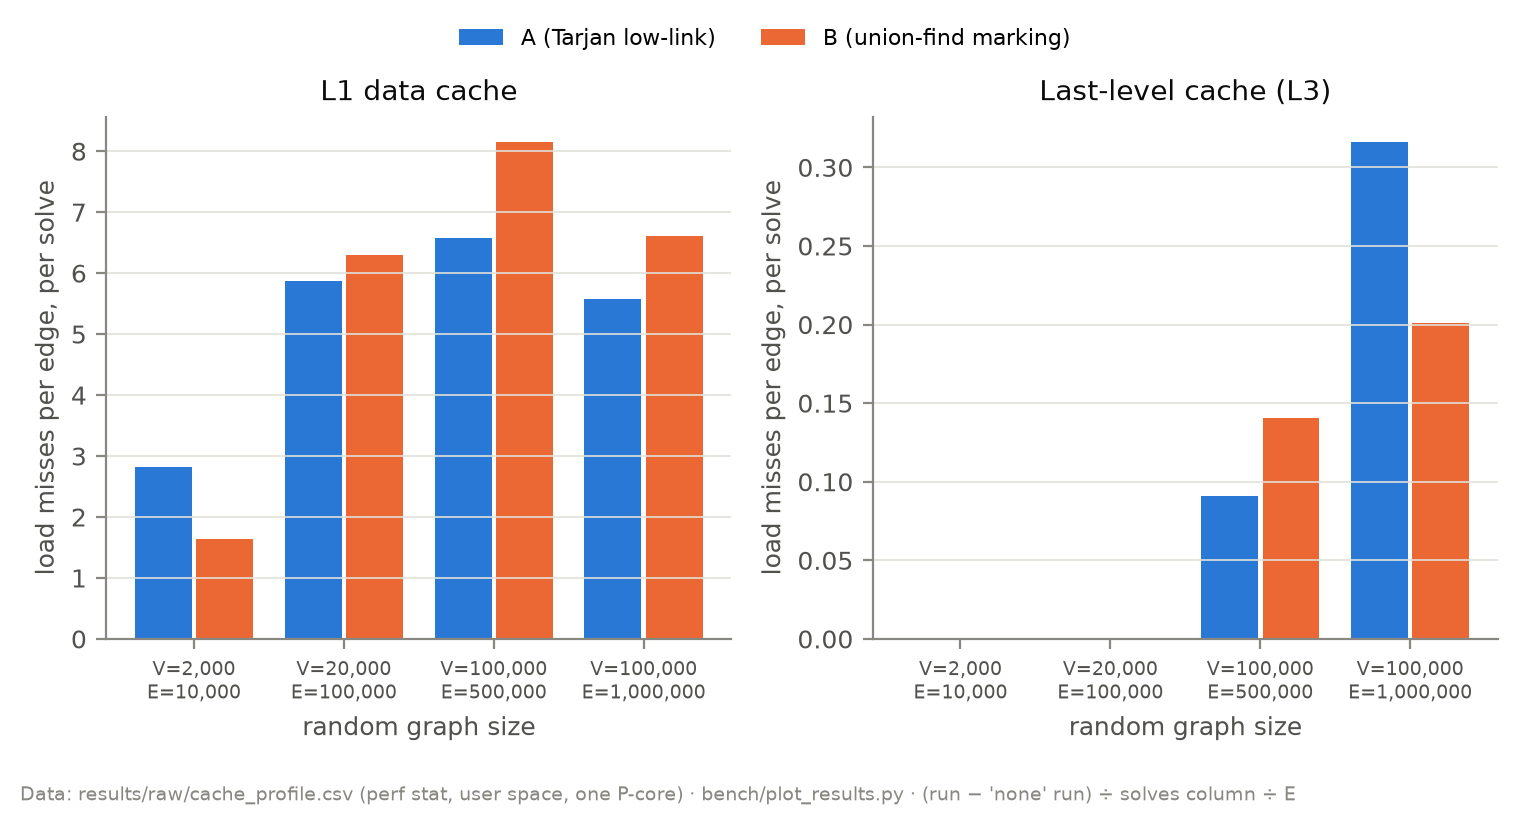 A (Tarjan low-link)
B (union-find marking)
L1 data cache
load misses per edge, per solve
8
7
6
5
4
3
2
1
0
V=2,000
E=10,000
V=20,000
E=100,000
V=100,000
E=500,000
V=100,000
E=1,000,000
random graph size
Last-level cache (L3)
load misses per edge, per solve
0.30
0.25
0.20
0.15
0.10
0.05
0.00
V=2,000
E=10,000
V=20,000
E=100,000
V=100,000
E=500,000
V=100,000
E=1,000,000
random graph size
Data: results/raw/cache_profile.csv (perf stat, user space, one P-core) · bench/plot_results.py · (run − 'none' run) ÷ solves column ÷ E